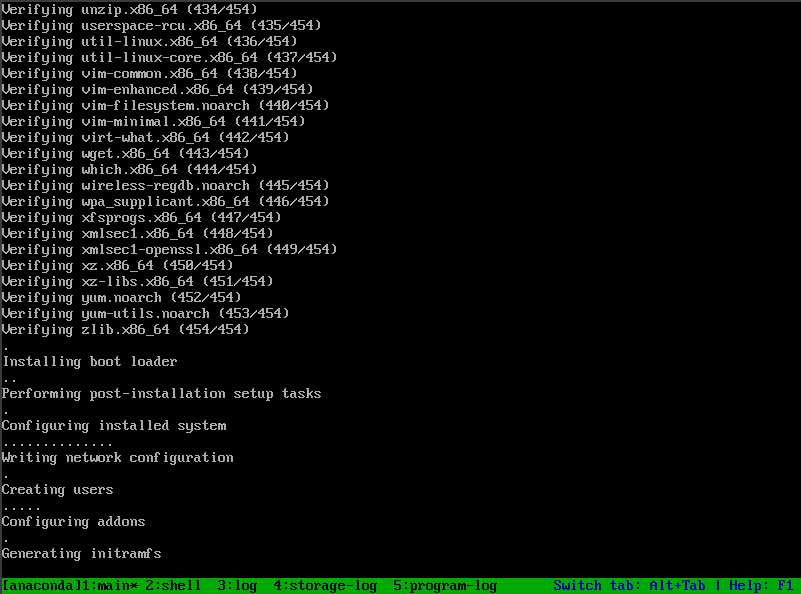 Verifying unzip.x86_64 (434/454)
Verifying userspace-rcu.x86_64 (435/454)
Verifying util-linux.x86_64 (436/454)
Verifying util-linux-core.x86_64 (437/454)
Verifying vim-common.x86_64 (438/454)
Verifying vim-enhanced.x86_64 (439/454)
Verifying vim-filesystem.noarch (440/454)
Verifying vim-minimal.x86_64 (441/454)
Verifying virt-what.x86_64 (442/454)
Verifying wget.x86_64 (443/454)
Verifying which.x86_64 (444/454)
Verifying wireless-regdb.noarch (445/454)
Verifying wpa_supplicant.x86_64 (446/454)
Verifying xfsprogs.x86_64 (447/454)
Verifying xmlsec1.x86_64 (448/454)
Verifying xmlsec1-openssl.x86_64 (449/454)
Verifying xz.x86_64 (450/454)
Verifying xz-libs.x86_64 (451/454)
Verifying yum.noarch (452/454)
Verifying yum-utils.noarch (453/454)
Verifying zlib.x86_64 (454/454)
.
Installing boot loader
..
Performing post-installation setup tasks
.
Configuring installed system
..............
Writing network configuration
.
Creating users
.....
Configuring addons
.
Generating initramfs
[anaconda]1:main* 2:shell  3:log  4:storage-log  5:program-log       Switch tab: Alt+Tab | Help: F1